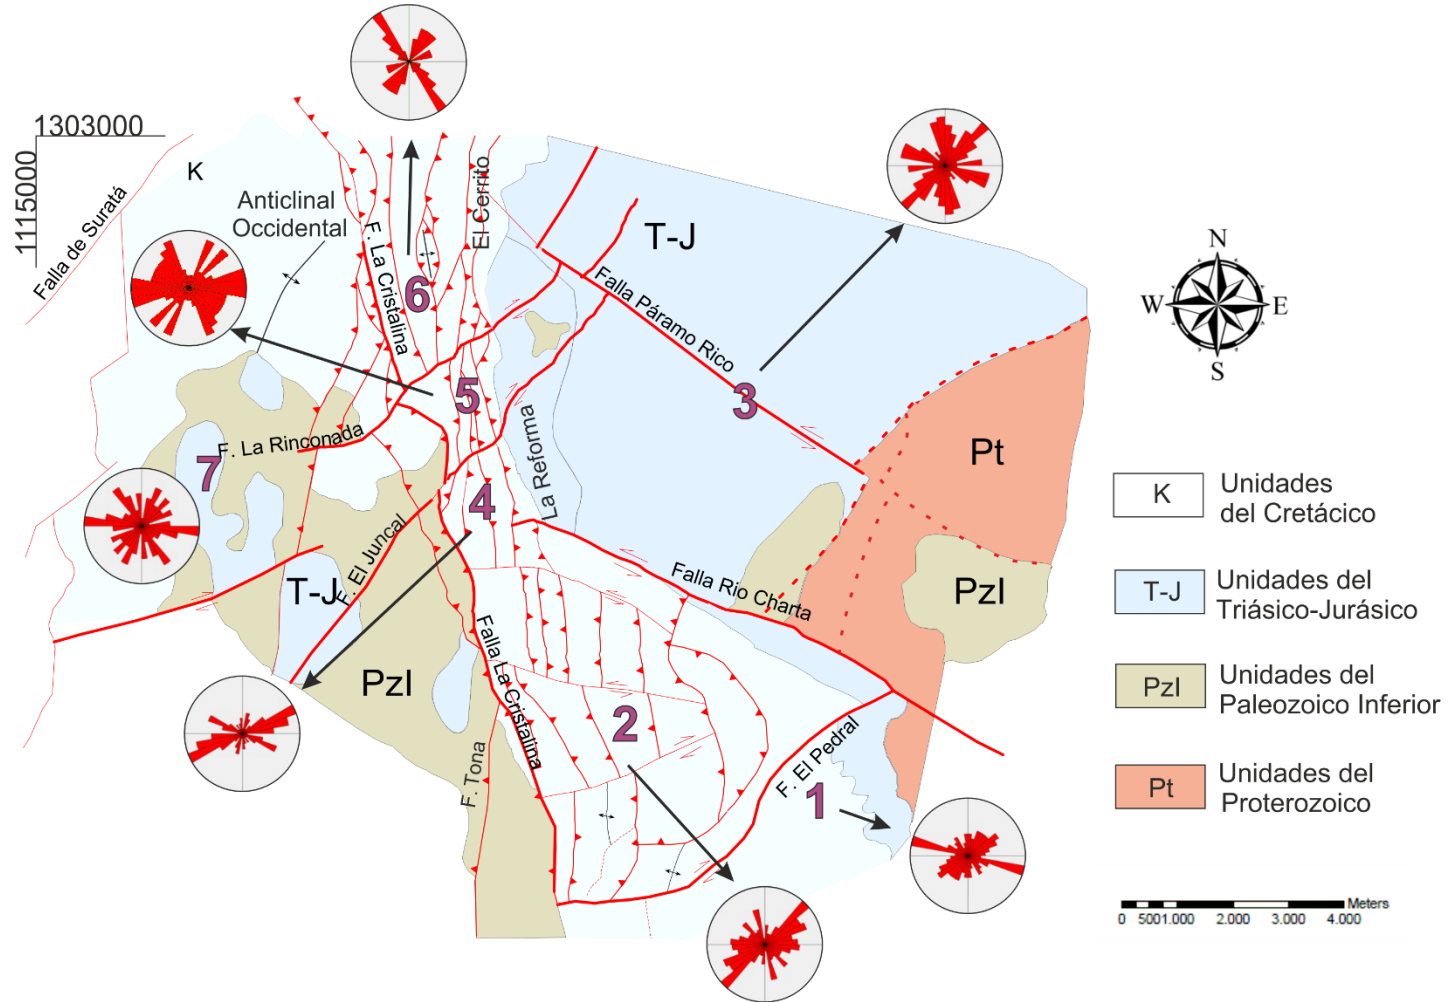 1303000
1115000
Falla de Suratá
K
Anticlinal
Occidental
F. La Cristalina
El Cerrito
6
T-J
Falla Páramo Rico
3
5
F. La Rinconada
7
La Reforma
4
Pt
T-J
F. El Juncal
Falla Rio Charta
PzI
PzI
Falla La Cristalina
F. Tona
2
F. El Pedral
1
N
W
E
S
K
Unidades
del Cretácico
T-J
Unidades del
Triásico-Jurásico
PzI
Unidades del
Paleozoico Inferior
Pt
Unidades del
Proterozoico
Meters
0 500 1.000 2.000 3.000 4.000